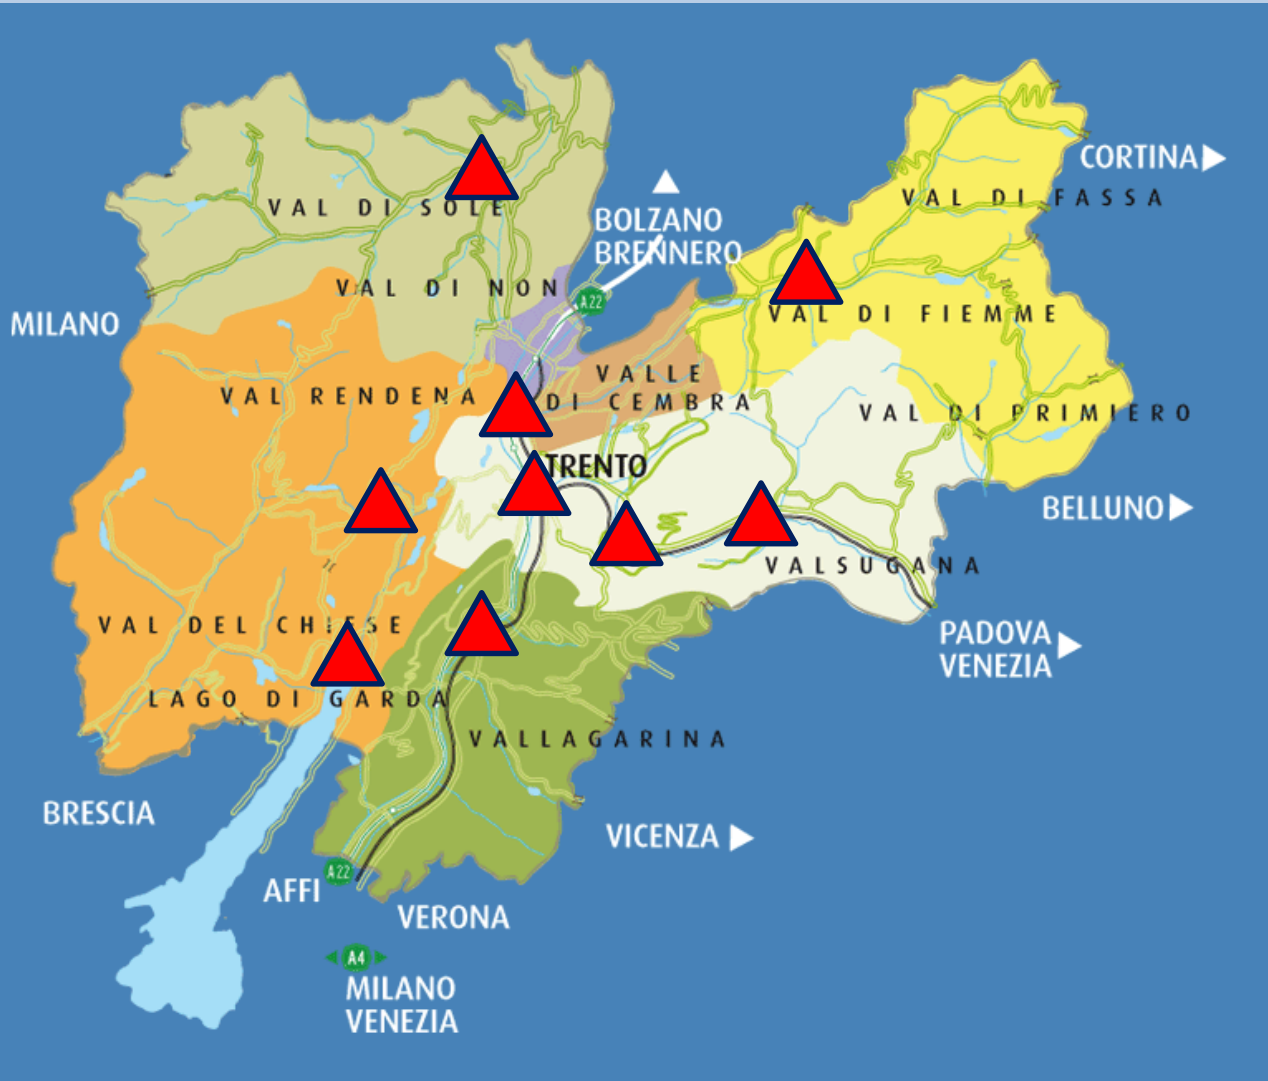 CORTINA
VAL DI FASSA
VAL DI SOLE
BOLZANO
BRENNERO
VAL DI NON
A22
MILANO
VAL DI FIEMME
VALLE
DI CEMBRA
VAL RENDENA
VAL DI PRIMIERO
TRENTO
BELLUNO
VALSUGANA
VAL DEL CHIESE
PADOVA
VENEZIA
LAGO DI GARDA
VALLAGARINA
BRESCIA
VICENZA
A22
AFFI
VERONA
A4
MILANO
VENEZIA